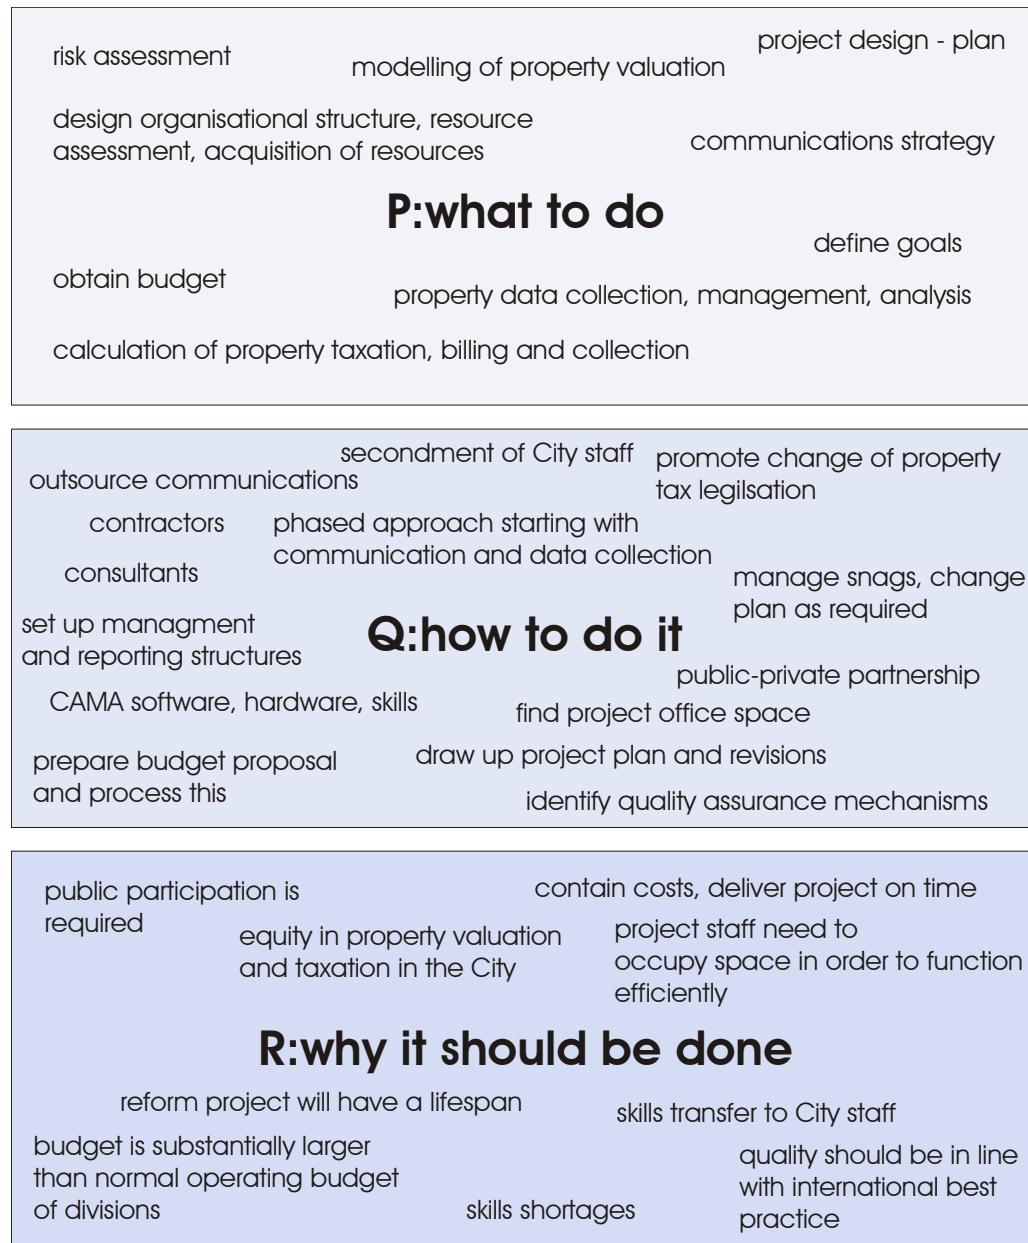 risk assessment
modelling of property valuation
project design - plan
design organisational structure, resource
assessment, acquisition of resources
communications strategy
P:what to do
define goals
obtain budget
property data collection, management, analysis
calculation of property taxation, billing and collection
secondment of City staff
outsource communications
promote change of property
tax legilsation
contractors
phased approach starting with
communication and data collection
consultants
manage snags, change
plan as required
set up managment
and reporting structures
Q:how to do it
public-private partnership
CAMA software, hardware, skills
find project office space
draw up project plan and revisions
prepare budget proposal
and process this
identify quality assurance mechanisms
public participation is
required
contain costs, deliver project on time
equity in property valuation
and taxation in the City
project staff need to
occupy space in order to function
efficiently
R:why it should be done
reform project will have a lifespan
skills transfer to City staff
budget is substantially larger
than normal operating budget
of divisions
skills shortages
quality should be in line
with international best
practice